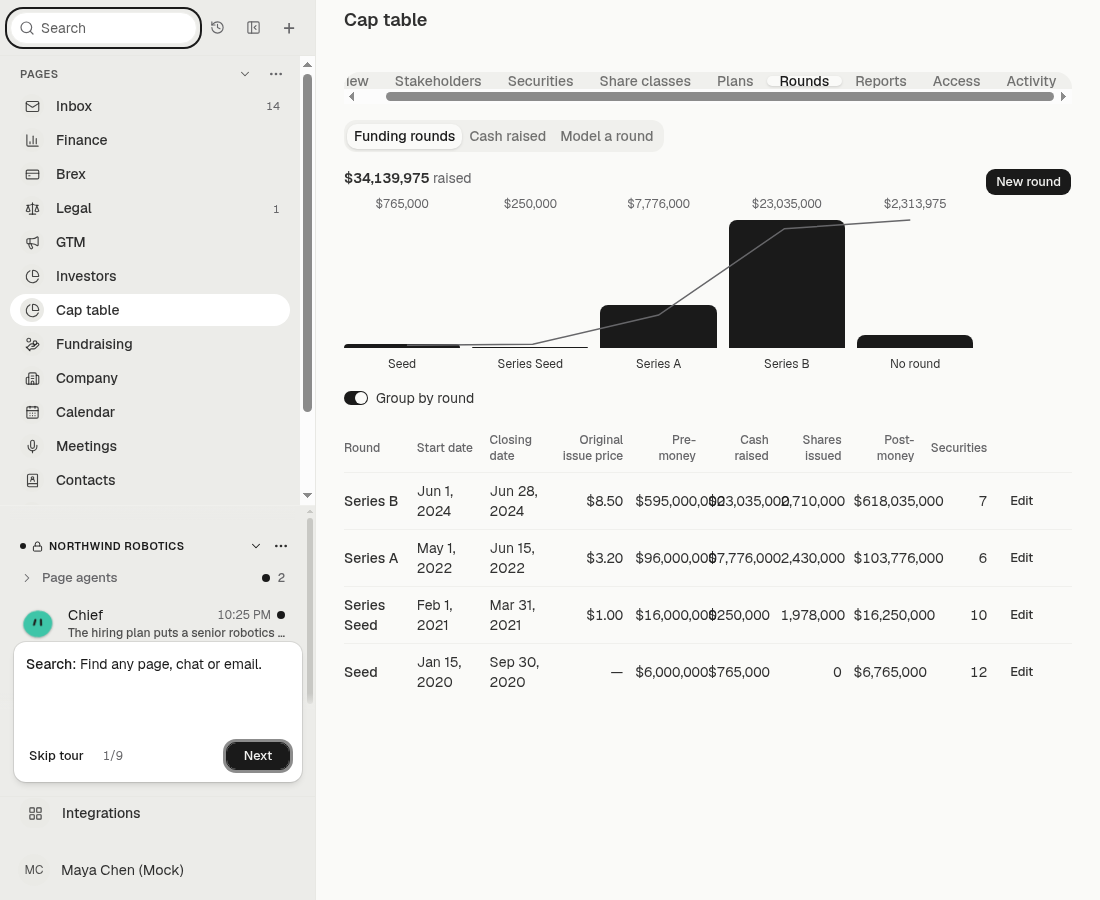 Search
PAGES
Inbox 14
Finance
Brex
Legal 1
GTM
Investors
Cap table
Fundraising
Company
Calendar
Meetings
Contacts
NORTHWIND ROBOTICS
Page agents 2
Chief 10:25 PM
The hiring plan puts a senior robotics ...
Search: Find any page, chat or email.
Skip tour 1/9 Next
Integrations
MC Maya Chen (Mock)
Cap table
iew Stakeholders Securities Share classes Plans Rounds Reports Access Activity
Funding rounds Cash raised Model a round
$34,139,975 raised
New round
$765,000 $250,000 $7,776,000 $23,035,000 $2,313,975
Seed Series Seed Series A Series B No round
Group by round
Round Start date Closing date Original issue price Pre-money Cash raised Shares issued Post-money Securities
Series B Jun 1, 2024 Jun 28, 2024 $8.50 $595,000,000 $23,035,000 2,710,000 $618,035,000 7 Edit
Series A May 1, 2022 Jun 15, 2022 $3.20 $96,000,000 $7,776,000 2,430,000 $103,776,000 6 Edit
Series Seed Feb 1, 2021 Mar 31, 2021 $1.00 $16,000,000 $250,000 1,978,000 $16,250,000 10 Edit
Seed Jan 15, 2020 Sep 30, 2020 — $6,000,000 $765,000 0 $6,765,000 12 Edit